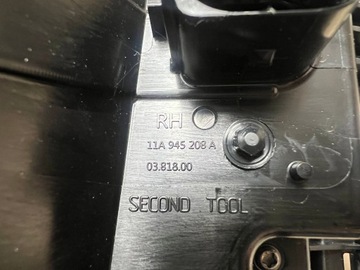 RH
11A 945 208 A
03.818.00
SECOND TOOL